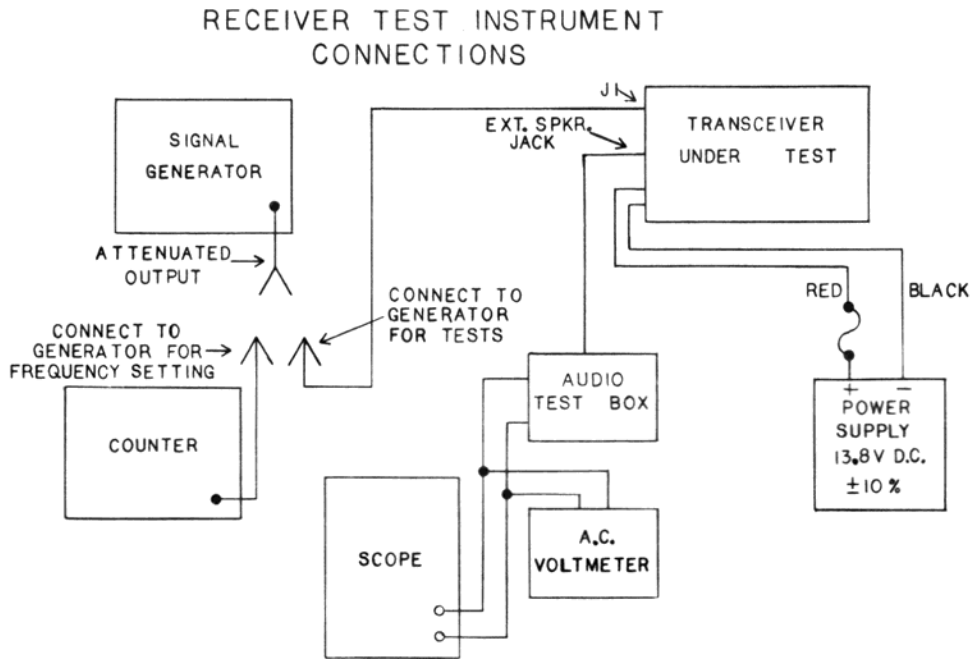 RECEIVER TEST INSTRUMENT
CONNECTIONS
J1
EXT. SPKR.
JACK
TRANSCEIVER
UNDER TEST
SIGNAL
GENERATOR
ATTENUATED
OUTPUT
CONNECT TO
GENERATOR
FOR TESTS
RED
BLACK
CONNECT TO
GENERATOR FOR
FREQUENCY SETTING
AUDIO
TEST BOX
+ −
POWER
SUPPLY
13.8V D.C.
±10%
COUNTER
SCOPE
A.C.
VOLTMETER